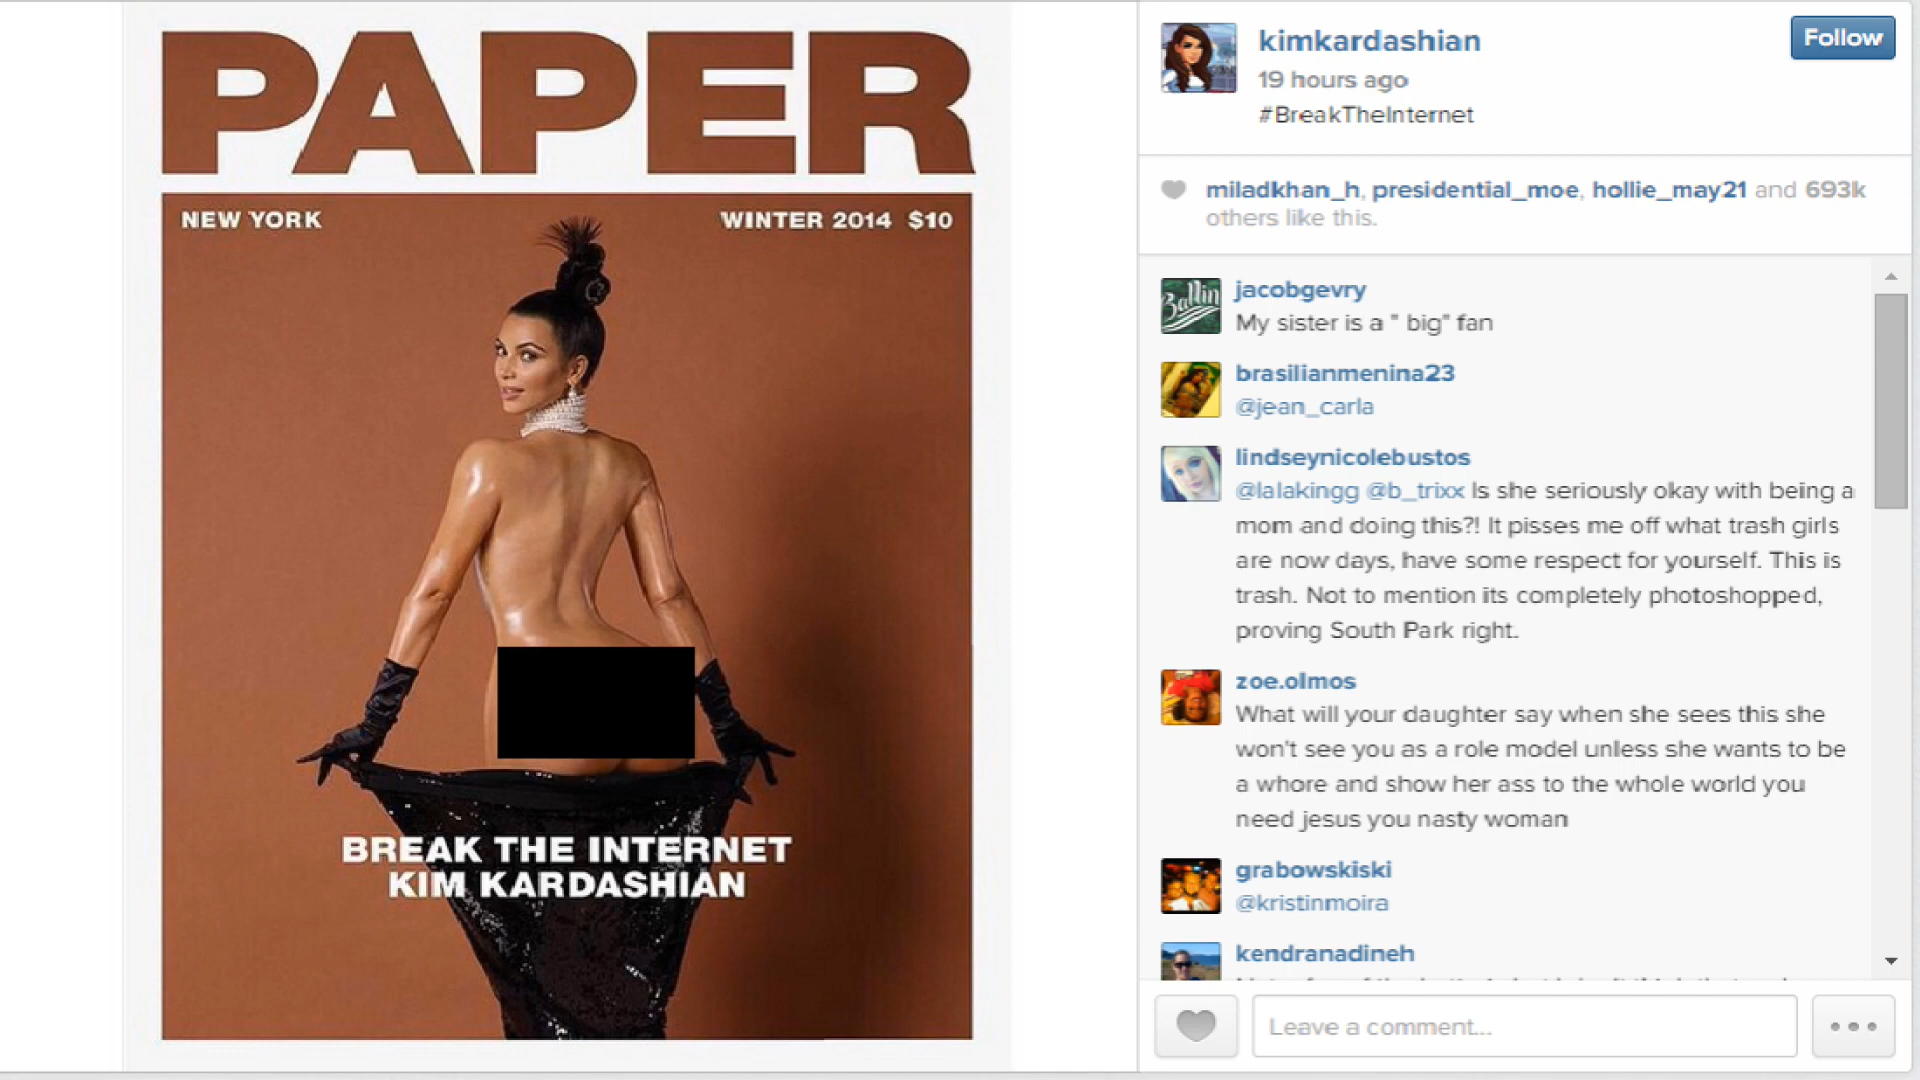 PAPER
NEW YORK
WINTER 2014 $10
BREAK THE INTERNET
KIM KARDASHIAN
kimkardashian
Follow
19 hours ago
#BreakTheInternet
miladkhan_h, presidential_moe, hollie_may21 and 693k
others like this.
Ballin
jacobgevry
My sister is a " big" fan
brasilianmenina23
@jean_carla
lindseynicolebustos
@lalakingg @b_trixx Is she seriously okay with being a
mom and doing this?! It pisses me off what trash girls
are now days, have some respect for yourself. This is
trash. Not to mention its completely photoshopped,
proving South Park right.
zoe.olmos
What will your daughter say when she sees this she
won't see you as a role model unless she wants to be
a whore and show her ass to the whole world you
need jesus you nasty woman
grabowskiski
@kristinmoira
kendranadineh
Leave a comment...